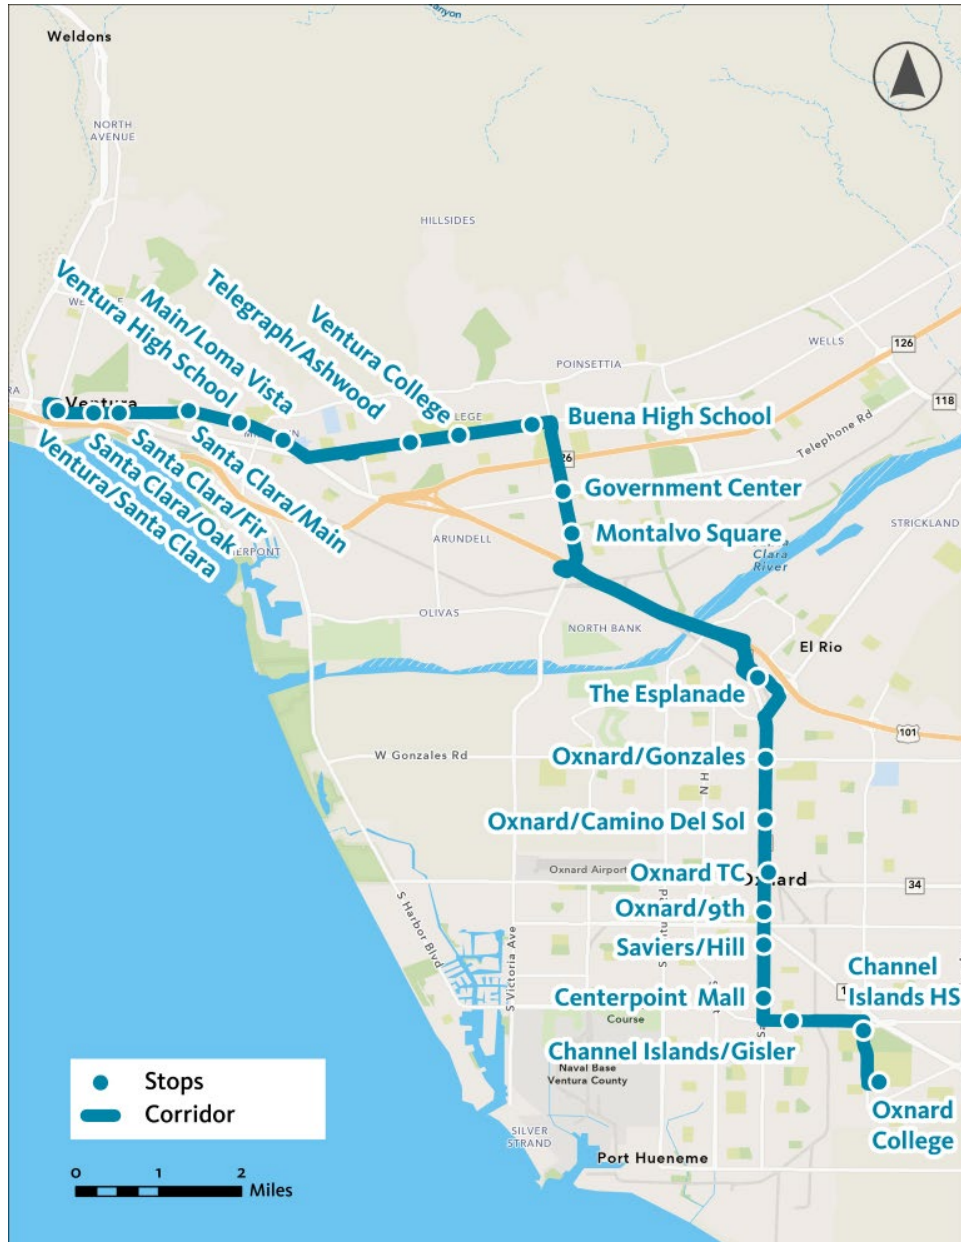 anyon
Weldons
NORTH
AVENUE
HILLSIDES
Ventura High School
Main/Loma Vista
Telegraph/Ashwood
Ventura College
POINSETTIA
WELLS
126
118
Ventura
Buena High School
Telephone Rd
Government Center
STRICKLAND
Ventura/Santa Clara
Santa Clara/Oak
Santa Clara/Fir
Santa Clara/Main
ARUNDELL
Montalvo Square
Clara
River
OLIVAS
NORTH BANK
El Rio
The Esplanade
101
W Gonzales Rd
Oxnard/Gonzales
N H
Oxnard/Camino Del Sol
Oxnard Airport
Oxnard TC
Oxnard
34
Oxnard/9th
S Harbor Blvd
S Victoria Ave
Saviers/Hill
Channel
Islands HS
Centerpoint Mall
Course
Channel Islands/Gisler
Naval Base
Ventura County
Stops
Corridor
Oxnard
College
SILVER
STRAND
Port Hueneme
0 1 2
Miles